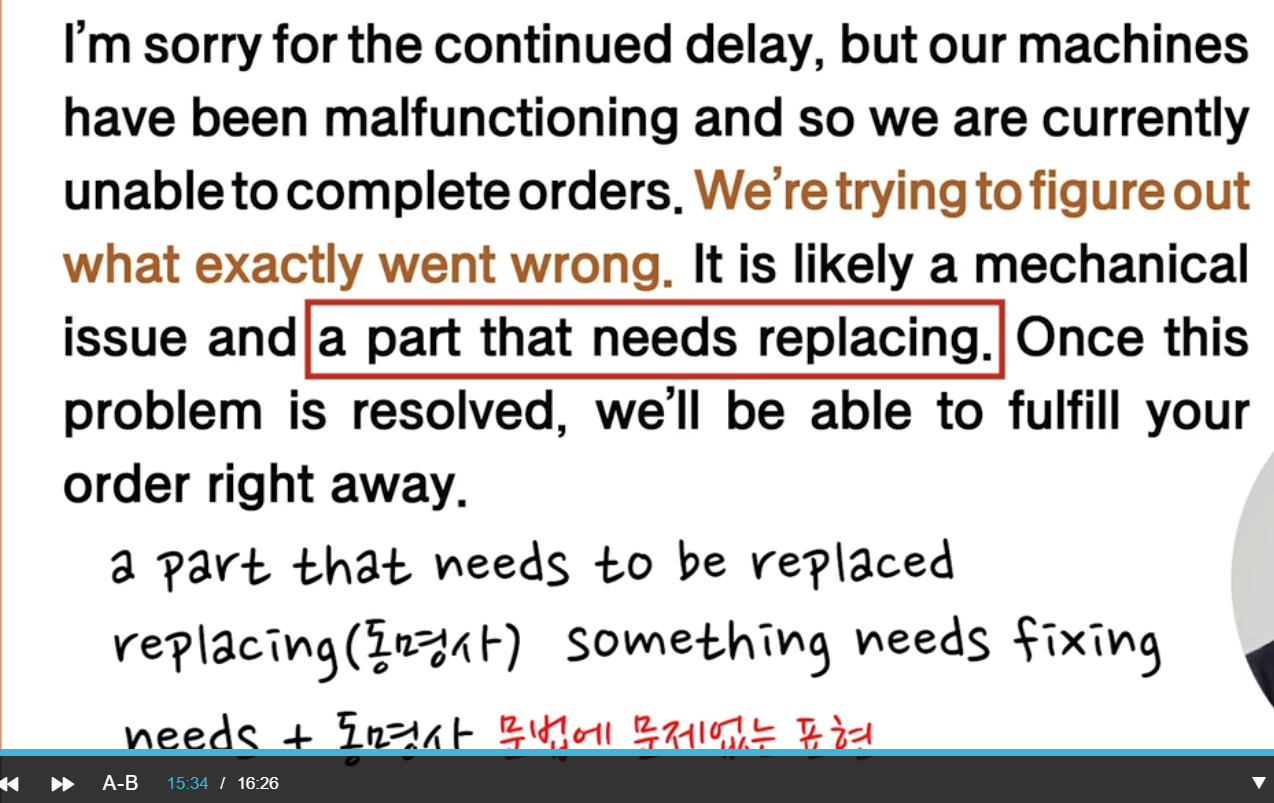 I'm sorry for the continued delay, but our machines
have been malfunctioning and so we are currently
unable to complete orders. We're trying to figure out
what exactly went wrong. It is likely a mechanical
issue and a part that needs replacing. Once this
problem is resolved, we'll be able to fulfill your
order right away.
a part that needs to be replaced
replacing(동명사) something needs fixing
needs + 동명사 문법에 문제없는 표현
A-B 15:34 / 16:26